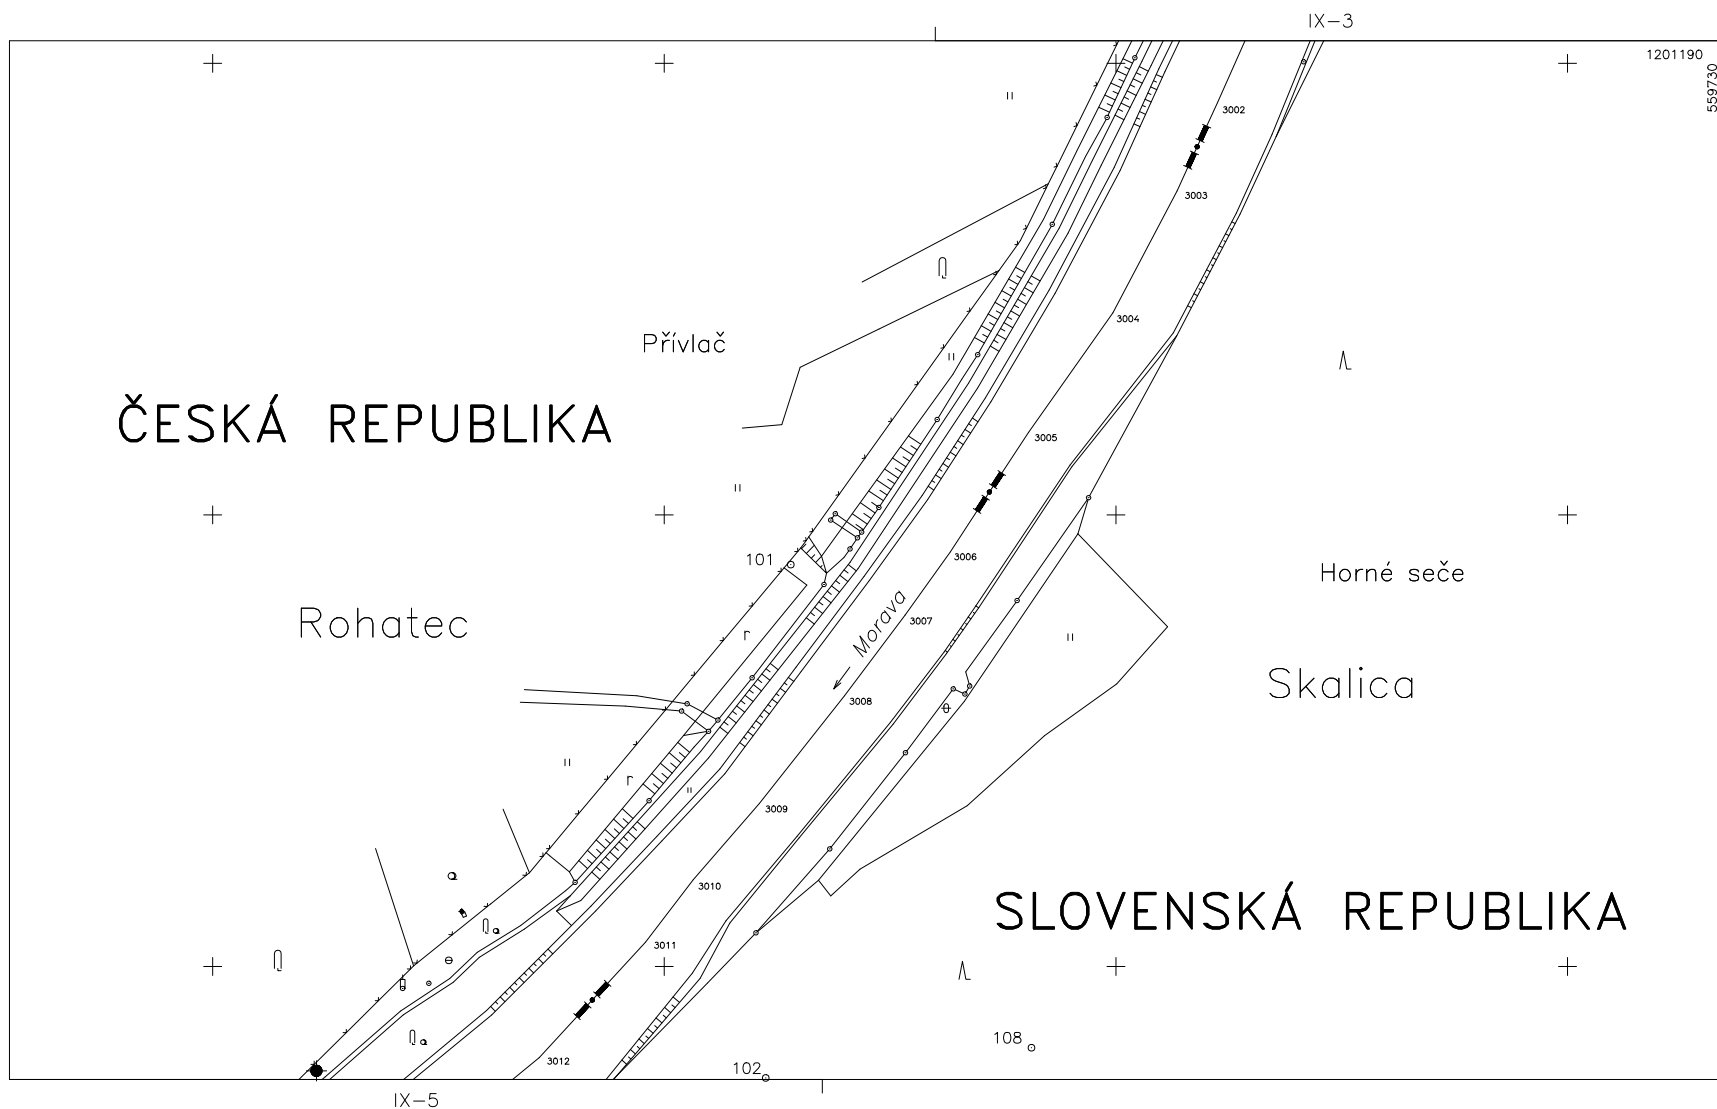 IX-3
1201190
559730
3002
3003
3004
Přívlač
ČESKÁ REPUBLIKA
3005
101
3006
Horné seče
Rohatec
Morava
3007
Skalica
3008
3009
3010
SLOVENSKÁ REPUBLIKA
3011
108
3012
102
IX-5